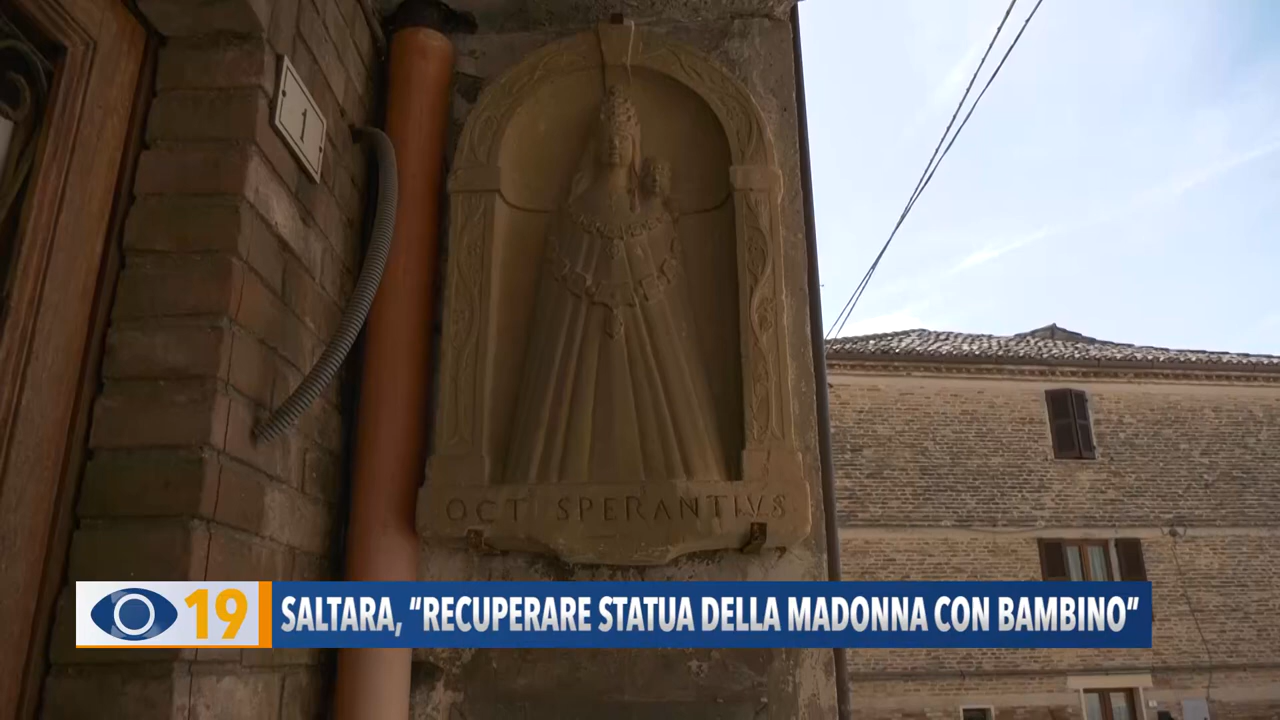 1
OCT SPERANTIVS
19
SALTARA, “RECUPERARE STATUA DELLA MADONNA CON BAMBINO”